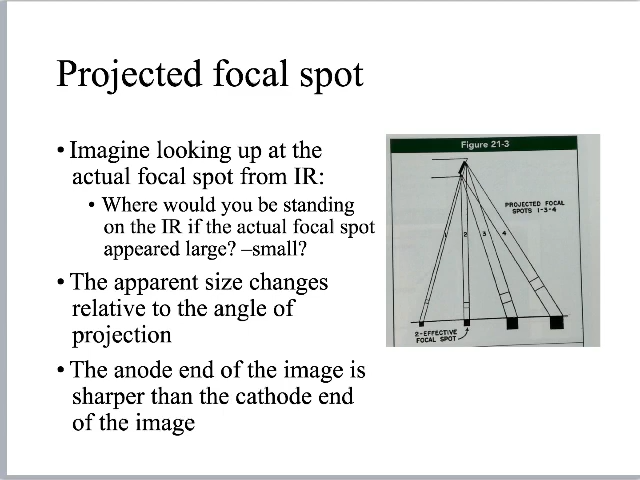 Projected focal spot
• Imagine looking up at the
actual focal spot from IR:
• Where would you be standing
on the IR if the actual focal spot
appeared large? –small?
• The apparent size changes
relative to the angle of
projection
• The anode end of the image is
sharper than the cathode end
of the image
Figure 21-3
PROJECTED FOCAL
SPOTS 1-3-4
1 2 3 4
2-EFFECTIVE
FOCAL SPOT